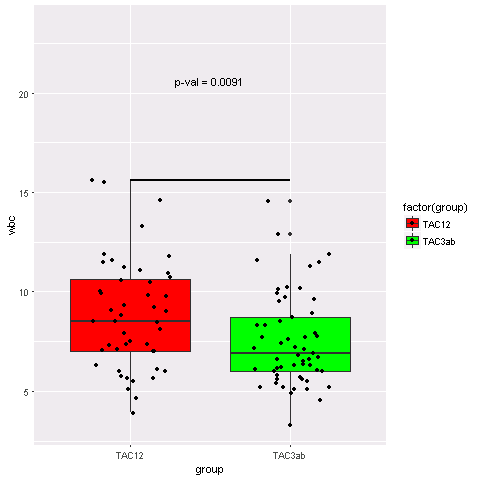 p-val = 0.0091
20
15
10
5
wbc
TAC12
TAC3ab
group
factor(group)
TAC12
TAC3ab